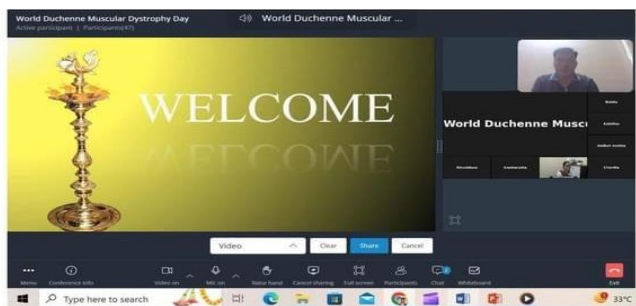 World Duchenne Muscular Dystrophy Day
Active participant | Participants(47)
World Duchenne Muscular ...
WELCOME
World Duchenne Musc
Video
Clear
Share
Cancel
Menu
Conference info
Video on
Mic on
Raise hand
Cancel sharing
Full screen
Participants
Chat
Whiteboard
Exit
Type here to search
33°C